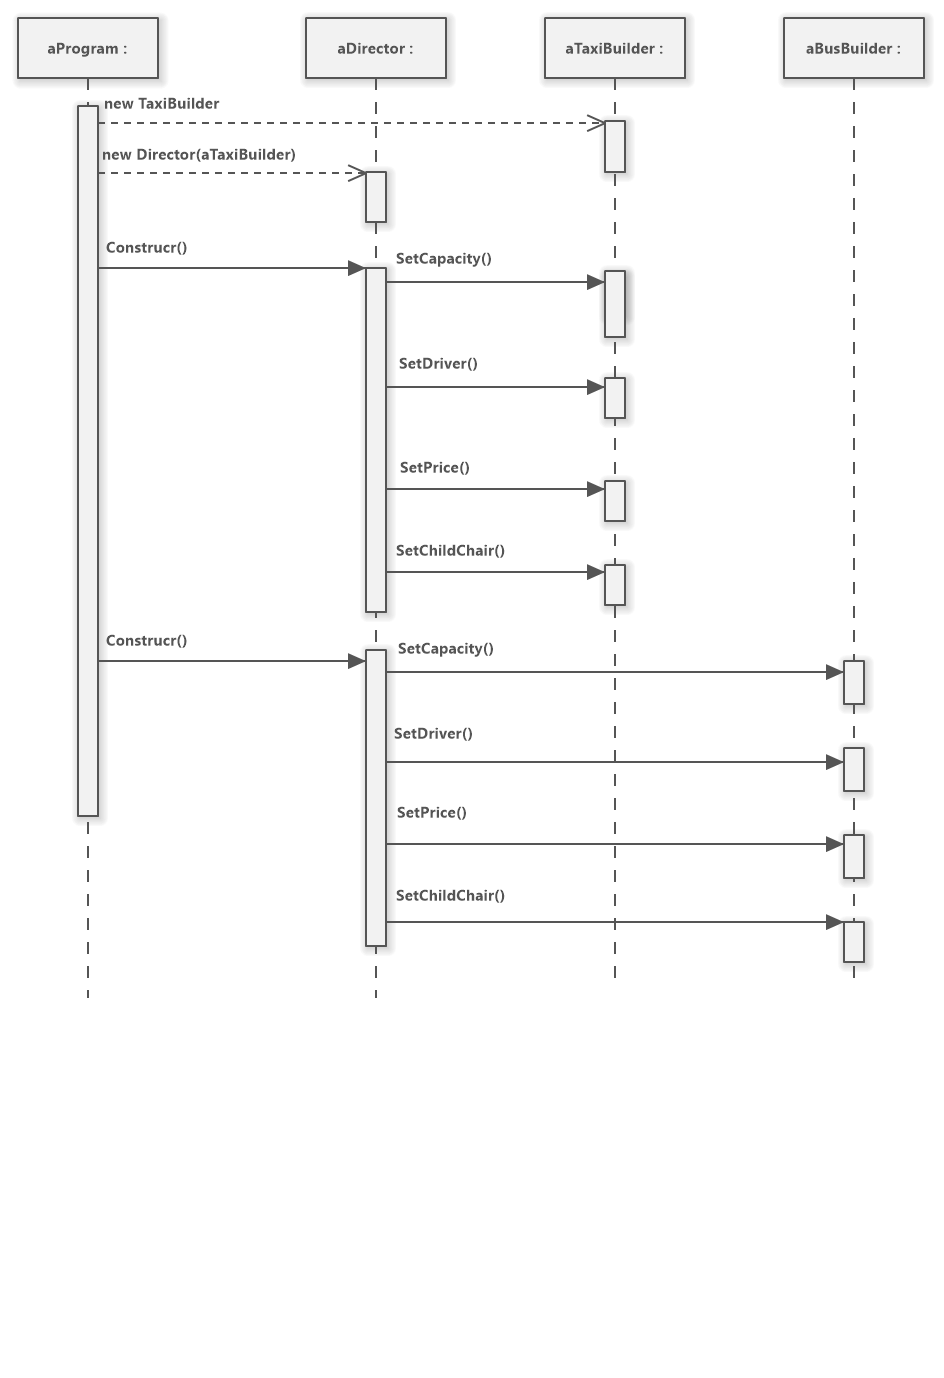 aProgram :
aDirector :
aTaxiBuilder :
aBusBuilder :
new TaxiBuilder
new Director(aTaxiBuilder)
Construcr()
SetCapacity()
SetDriver()
SetPrice()
SetChildChair()
Construcr()
SetCapacity()
SetDriver()
SetPrice()
SetChildChair()